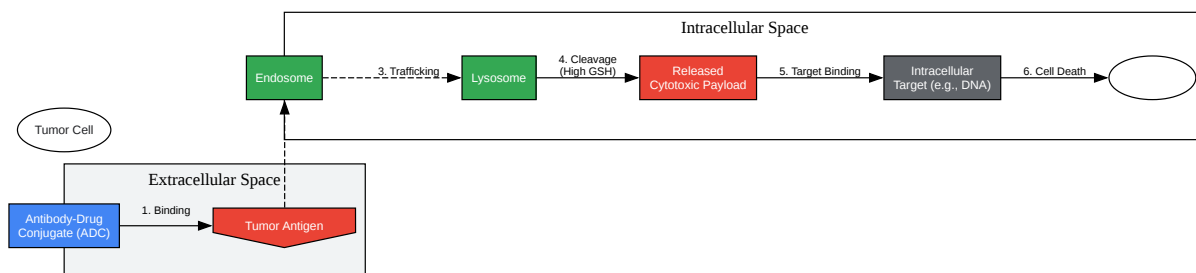 Intracellular Space
Endosome
3. Trafficking
Lysosome
4. Cleavage
(High GSH)
Released
Cytotoxic Payload
5. Target Binding
Intracellular
Target (e.g., DNA)
6. Cell Death
Tumor Cell
Extracellular Space
Antibody-Drug
Conjugate (ADC)
1. Binding
Tumor Antigen